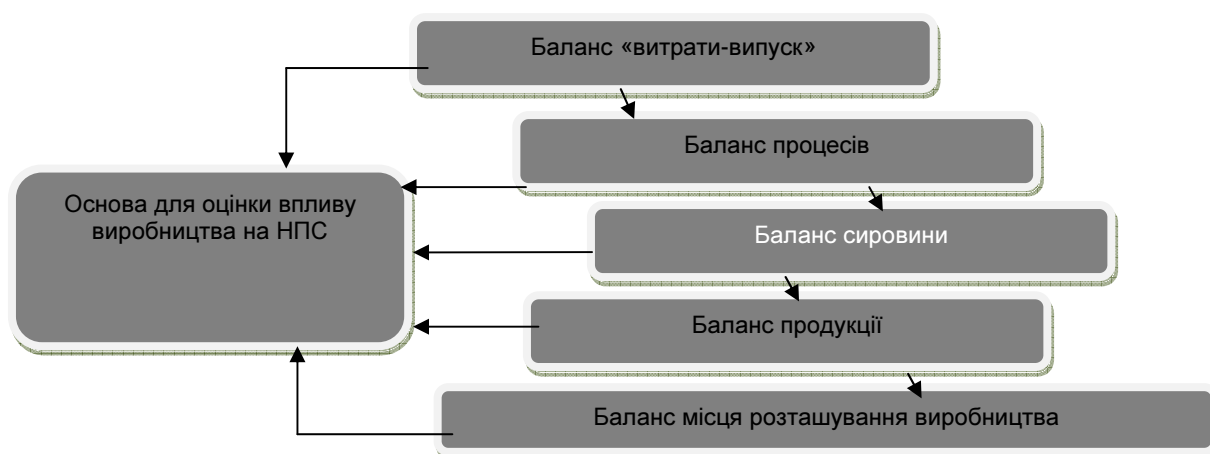 Баланс «витрати-випуск»
Баланс процесів
Основа для оцінки впливу
виробництва на НПС
Баланс сировини
Баланс продукції
Баланс місця розташування виробництва